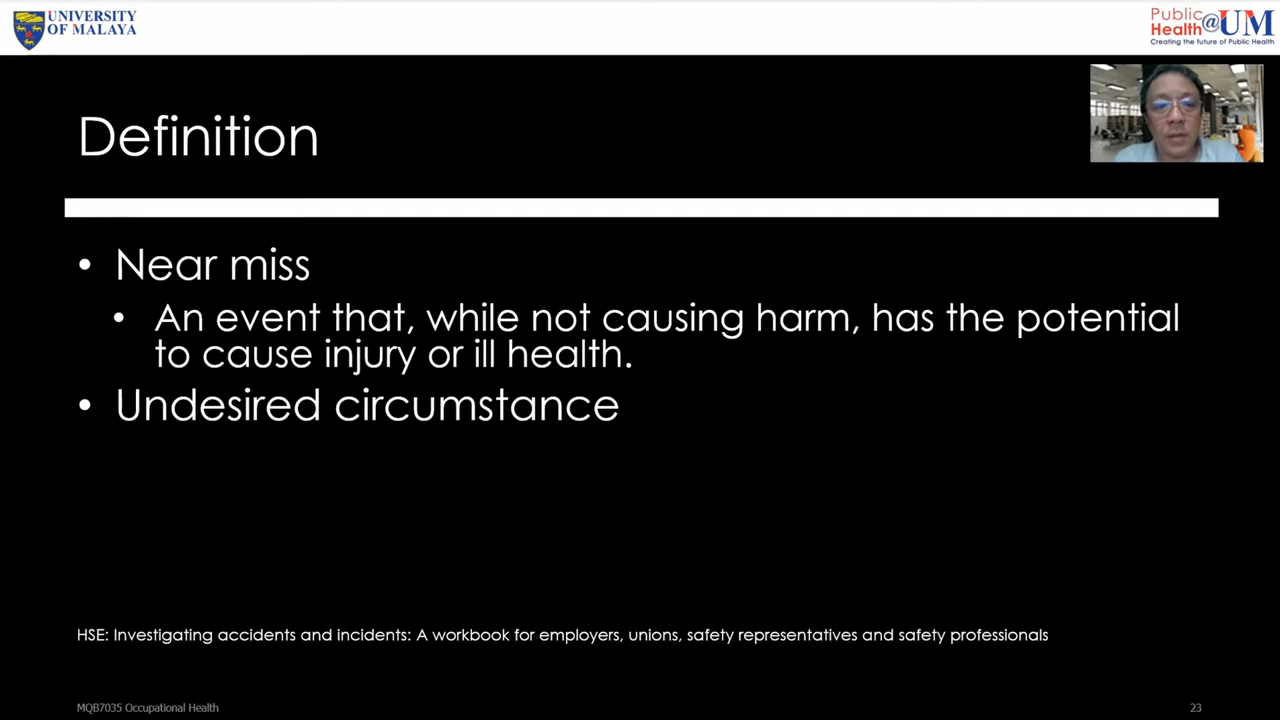 UNIVERSITY
OF MALAYA
Public
Health@UM
Creating the future of Public Health
Definition
• Near miss
• An event that, while not causing harm, has the potential
to cause injury or ill health.
• Undesired circumstance
HSE: Investigating accidents and incidents: A workbook for employers, unions, safety representatives and safety professionals
MQB7035 Occupational Health
23